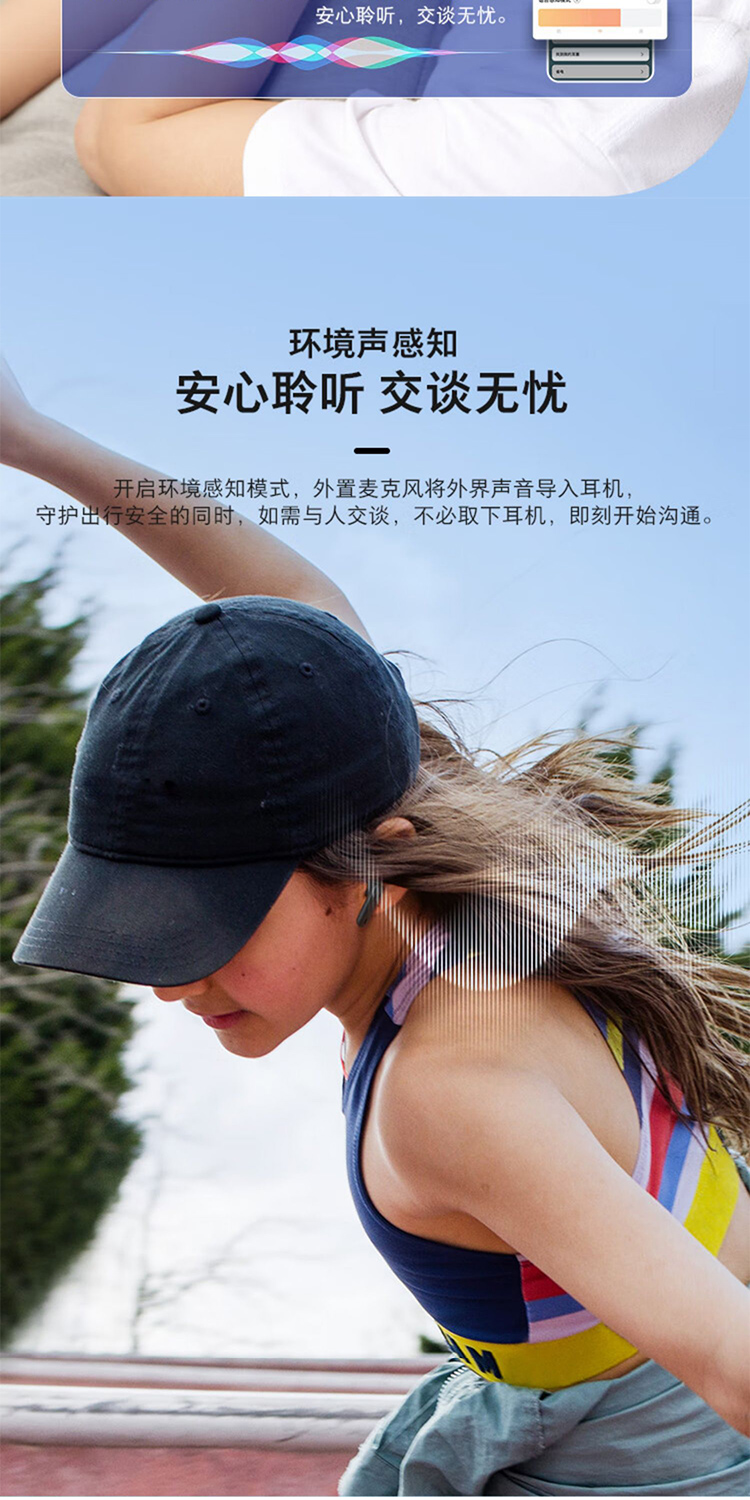 安心聆听，交谈无忧。
环境声感知
安心聆听 交谈无忧
开启环境感知模式，外置麦克风将外界声音导入耳机，
守护出行安全的同时，如需与人交谈，不必取下耳机，即刻开始沟通。